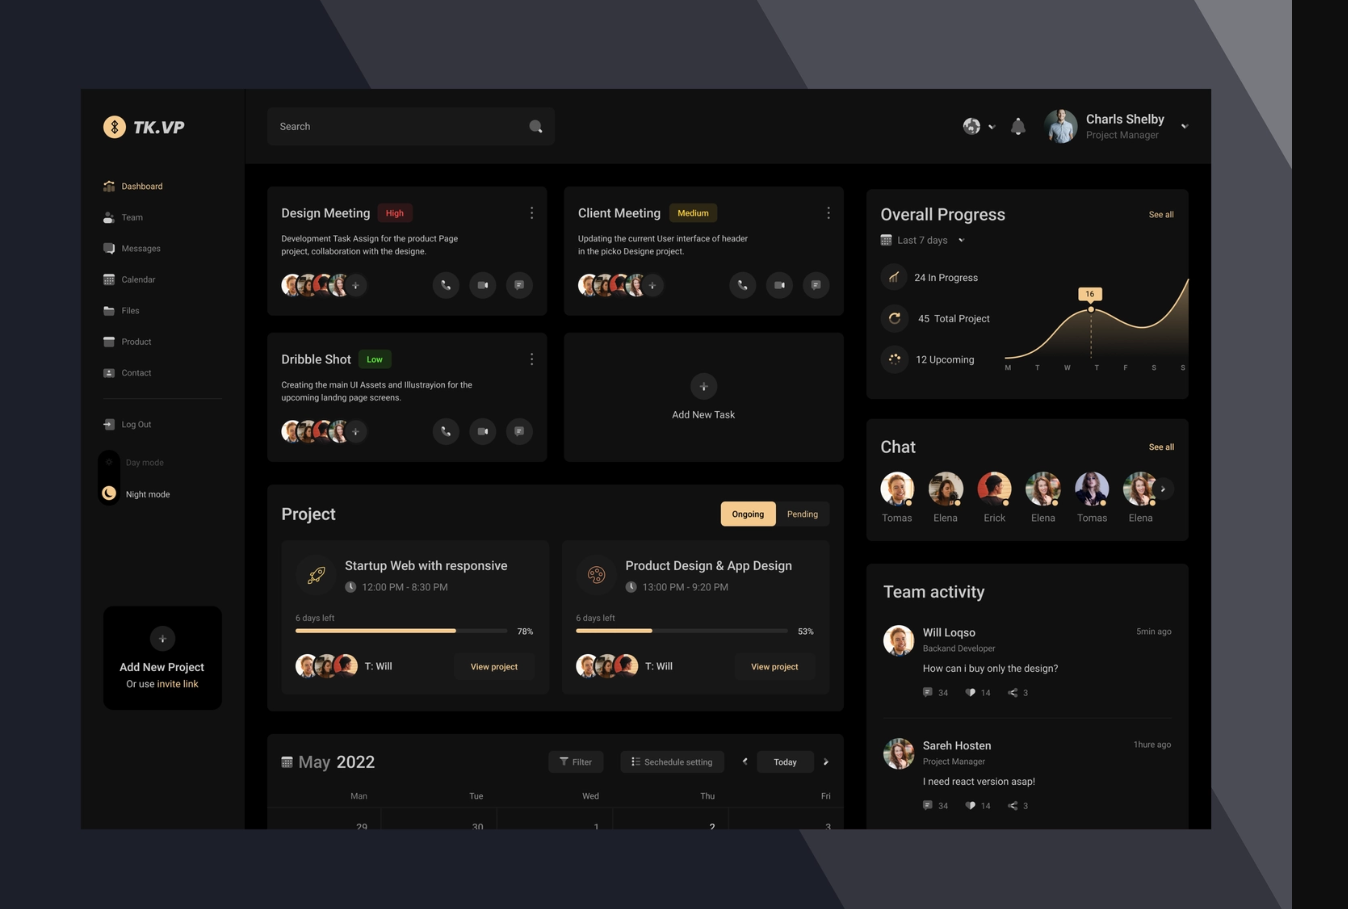 TK.VP
Dashboard
Team
Messages
Calendar
Files
Product
Contact
Log Out
Day mode
Night mode
Add New Project
Or use invite link
Search
Charls Shelby
Project Manager
Design Meeting High
Development Task Assign for the product Page
project, collaboration with the designe.
Client Meeting Medium
Updating the current User interface of header
in the picko Designe project.
Dribble Shot Low
Creating the main UI Assets and Illustrayion for the
upcoming landng page screens.
Add New Task
Project
Ongoing Pending
Startup Web with responsive
12:00 PM - 8:30 PM
6 days left
78%
T: Will View project
Product Design & App Design
13:00 PM - 9:20 PM
6 days left
53%
T: Will View project
May 2022
Filter Sechedule setting Today
Man Tue Wed Thu Fri
29 30 1 2 3
Overall Progress See all
Last 7 days
24 In Progress
45 Total Project
12 Upcoming
16
M T W T F S S
Chat See all
Tomas Elena Erick Elena Tomas Elena
Team activity
Will Loqso 5min ago
Backand Developer
How can i buy only the design?
34 14 3
Sareh Hosten 1hure ago
Project Manager
I need react version asap!
34 14 3